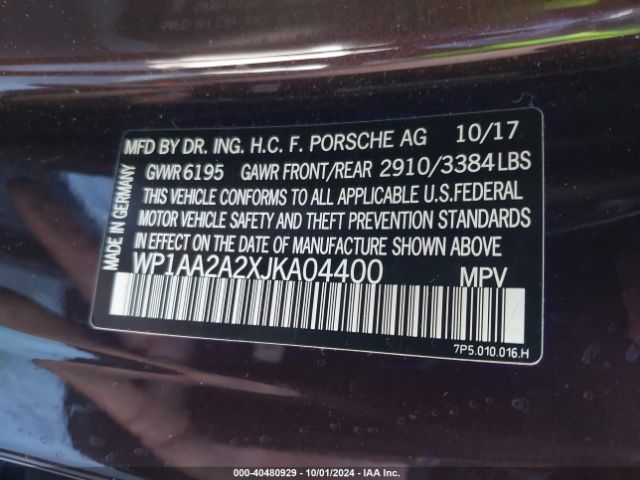 MFD BY DR. ING. H.C. F. PORSCHE AG 10/17
GVWR 6195 GAWR FRONT/REAR 2910/3384 LBS
THIS VEHICLE CONFORMS TO ALL APPLICABLE U.S. FEDERAL
MOTOR VEHICLE SAFETY AND THEFT PREVENTION STANDARDS
IN EFFECT ON THE DATE OF MANUFACTURE SHOWN ABOVE.
WP1AA2A2XJKA04400 MPV
7P5.010.016.H
MADE IN GERMANY
000-40480929 - 10/01/2024 - IAA Inc.